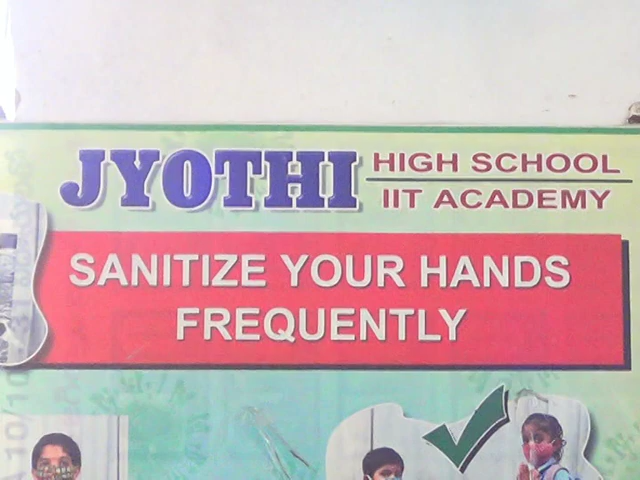 JYOTHI
HIGH SCHOOL
IIT ACADEMY
SANITIZE YOUR HANDS
FREQUENTLY